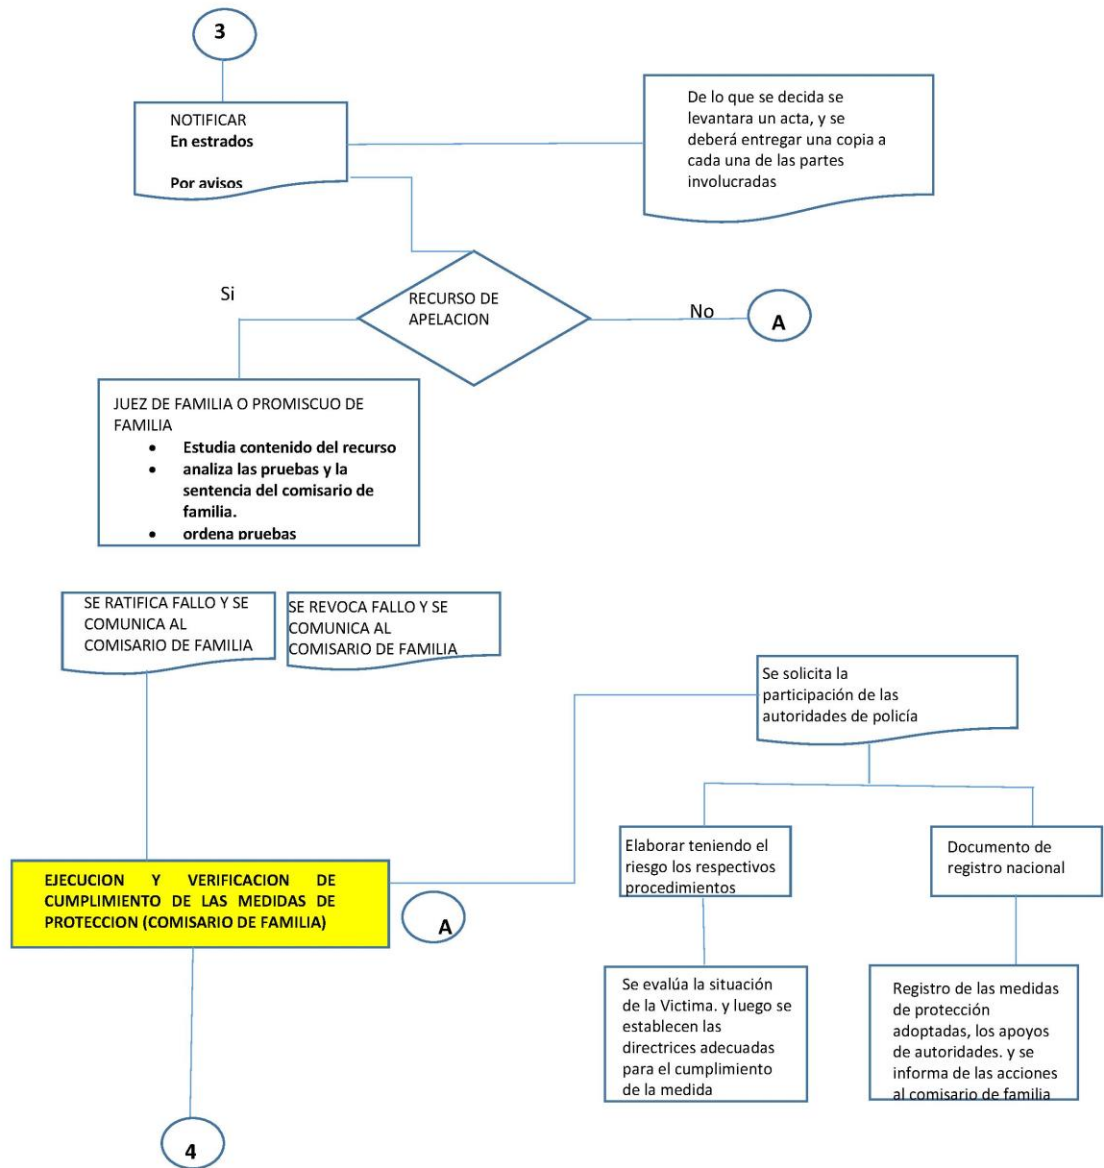 3
NOTIFICAR
En estrados
Por avisos
De lo que se decida se
levantara un acta, y se
deberá entregar una copia a
cada una de las partes
involucradas
Si
RECURSO DE
APELACION
No
A
JUEZ DE FAMILIA O PROMISCUO DE
FAMILIA
• Estudia contenido del recurso
• analiza las pruebas y la
sentencia del comisario de
familia.
• ordena pruebas
SE RATIFICA FALLO Y SE
COMUNICA AL
COMISARIO DE FAMILIA
SE REVOCA FALLO Y SE
COMUNICA AL
COMISARIO DE FAMILIA
Se solicita la
participación de las
autoridades de policía
Elaborar teniendo el
riesgo los respectivos
procedimientos
Documento de
registro nacional
EJECUCION Y VERIFICACION DE
CUMPLIMIENTO DE LAS MEDIDAS DE
PROTECCION (COMISARIO DE FAMILIA)
A
Se evalúa la situación
de la Victima. y luego se
establecen las
directrices adecuadas
para el cumplimiento
de la medida
Registro de las medidas
de protección
adoptadas, los apoyos
de autoridades. y se
informa de las acciones
al comisario de familia
4